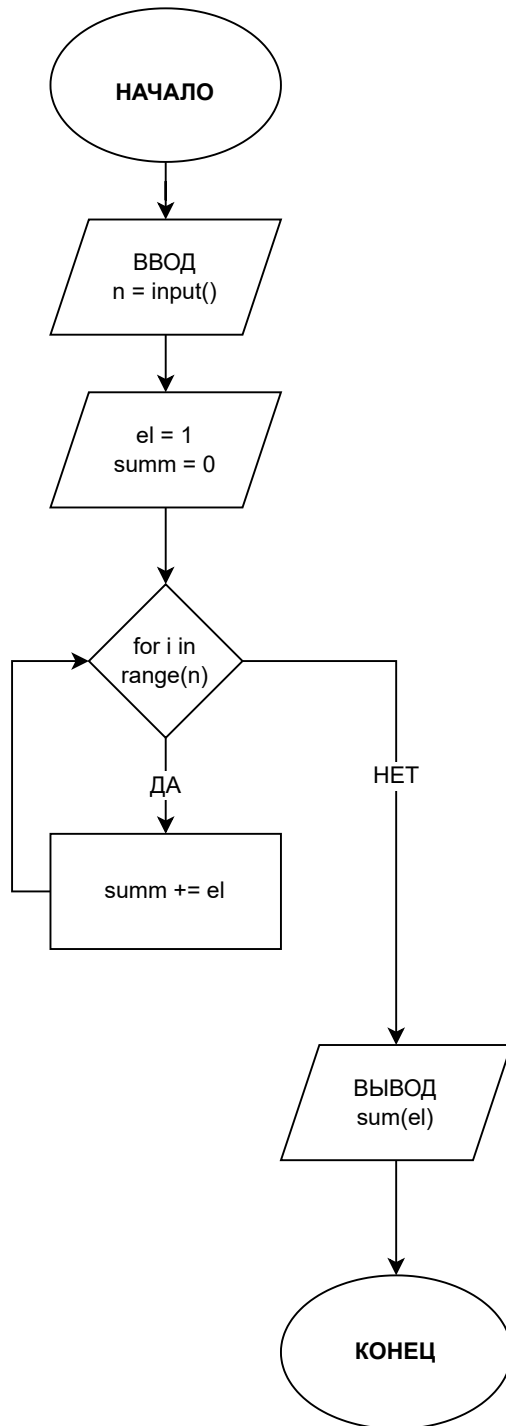 НАЧАЛО
ВВОД
n = input()
el = 1
summ = 0
for i in
range(n)
ДА
НЕТ
summ += el
ВЫВОД
sum(el)
КОНЕЦ